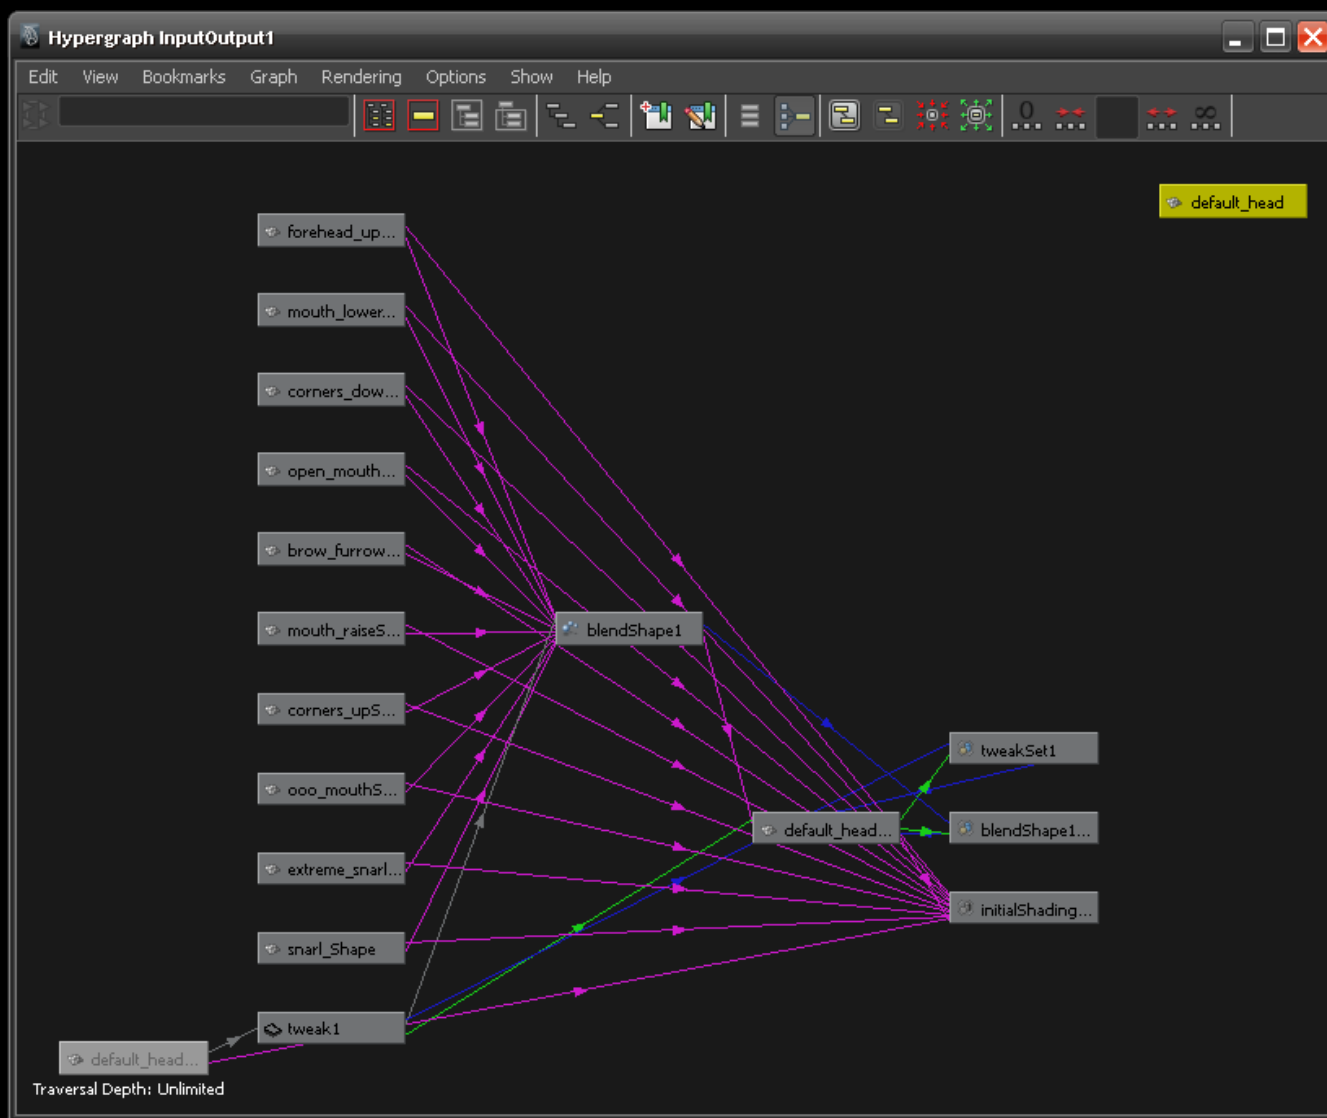 Hypergraph InputOutput1
Edit View Bookmarks Graph Rendering Options Show Help
default_head
forehead_up...
mouth_lower...
corners_dow...
open_mouth...
brow_furrow...
mouth_raiseS...
blendShape1
corners_upS...
tweakSet1
ooo_mouthS...
default_head...
blendShape1...
extreme_snarl...
initialShading...
snarl_Shape
tweak1
default_head...
Traversal Depth: Unlimited